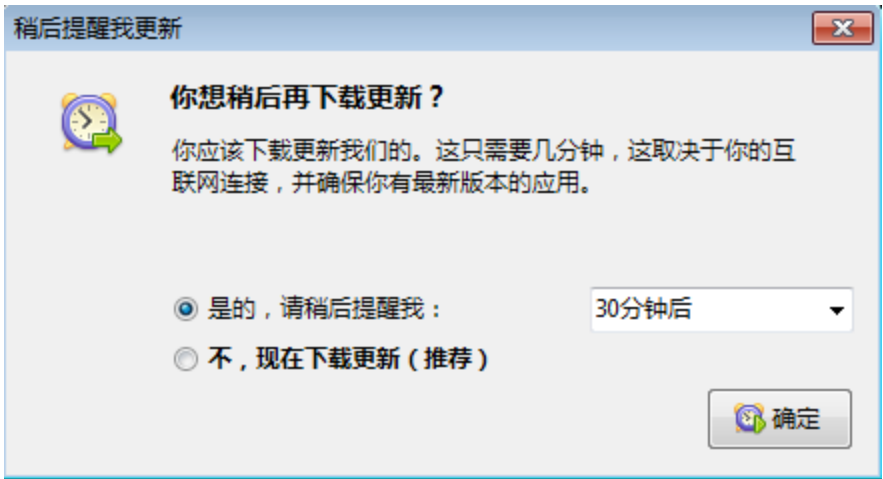 稍后提醒我更新
你想稍后再下载更新？
你应该下载更新我们的。这只需要几分钟，这取决于你的互
联网连接，并确保你有最新版本的应用。
是的，请稍后提醒我： 30分钟后
不，现在下载更新（推荐）
确定